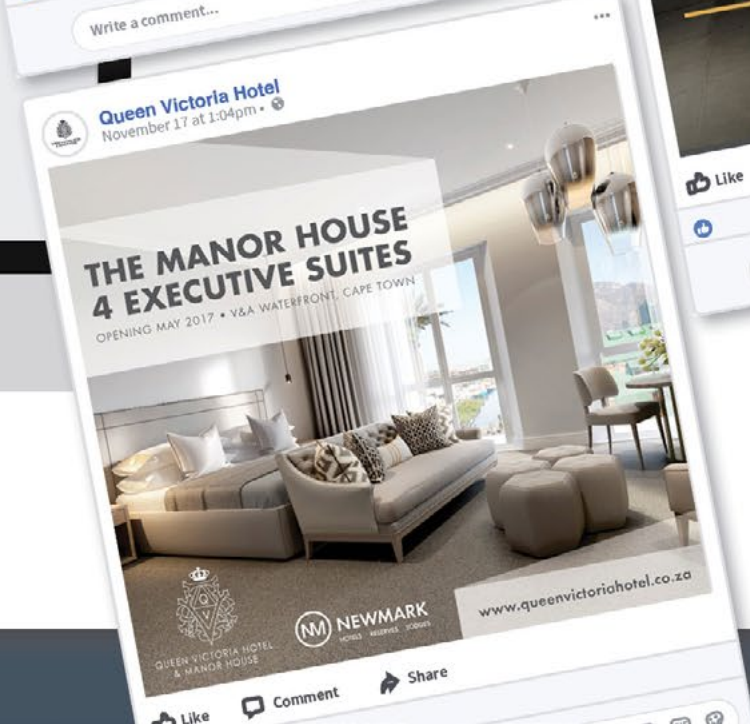 Write a comment...
Queen Victoria Hotel
November 17 at 1:04pm •
THE MANOR HOUSE
4 EXECUTIVE SUITES
OPENING MAY 2017 • V&A WATERFRONT, CAPE TOWN
QV
QUEEN VICTORIA HOTEL
& MANOR HOUSE
NM NEWMARK
HOTELS RESERVES LODGES
www.queenvictoriahotel.co.za
Like Comment Share
Like